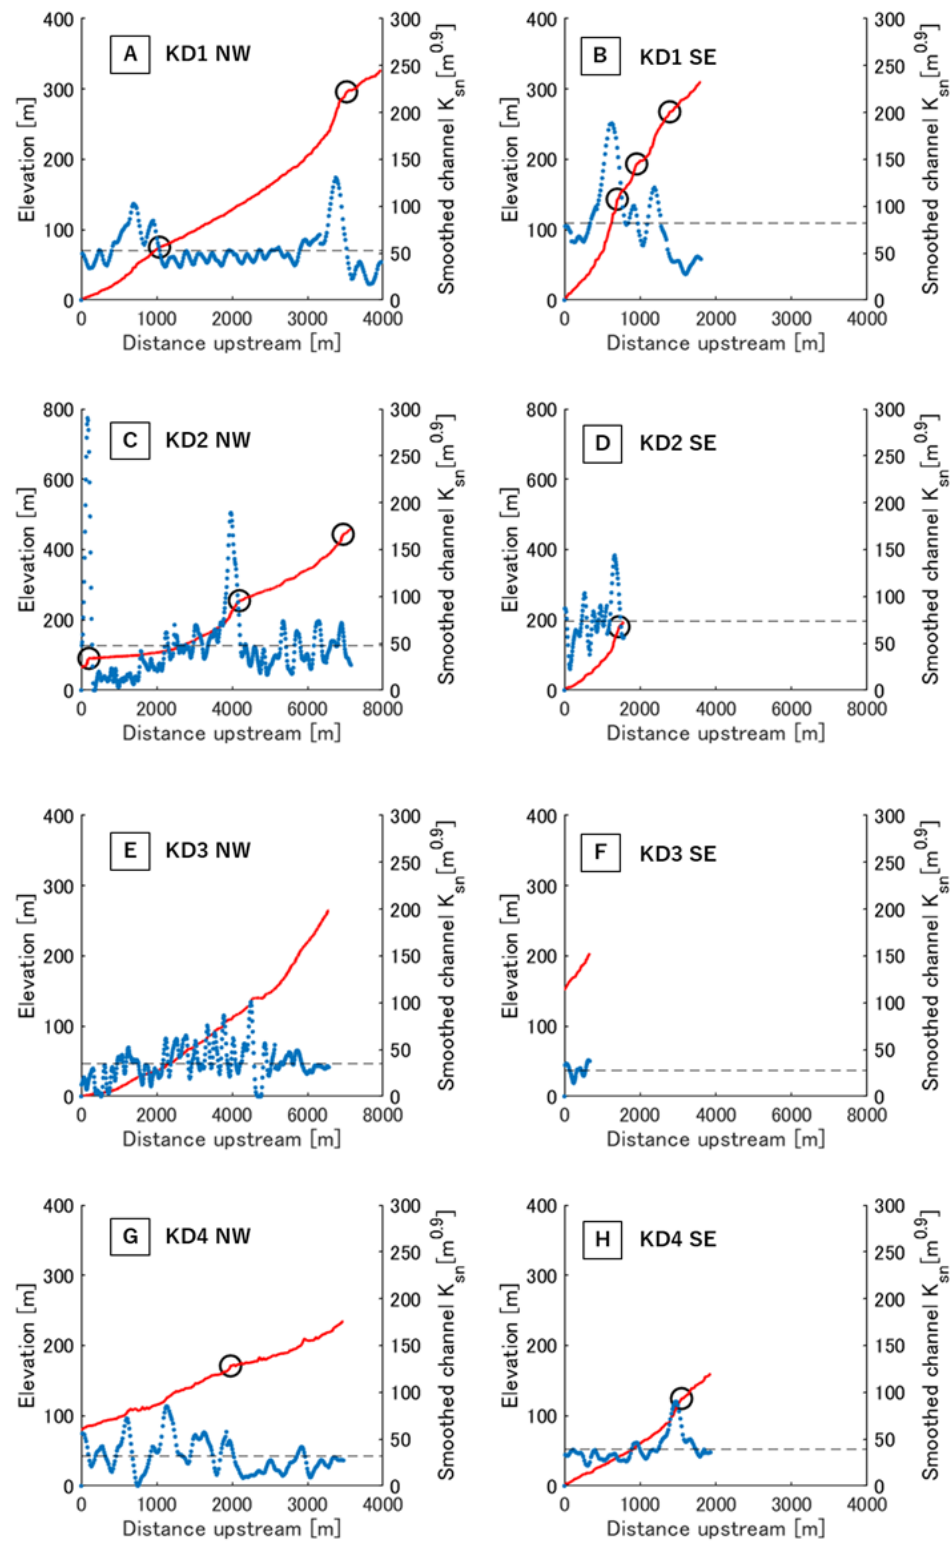 A KD1 NW
Elevation [m]
400
300
200
100
0
0 1000 2000 3000 4000
Distance upstream [m]
300
250
200
150
100
50
0
Smoothed channel Ksn[m0.9]
B KD1 SE
Elevation [m]
400
300
200
100
0
0 1000 2000 3000 4000
Distance upstream [m]
300
250
200
150
100
50
0
Smoothed channel Ksn[m0.9]
C KD2 NW
Elevation [m]
800
600
400
200
0
0 2000 4000 6000 8000
Distance upstream [m]
300
250
200
150
100
50
0
Smoothed channel Ksn[m0.9]
D KD2 SE
Elevation [m]
800
600
400
200
0
0 2000 4000 6000 8000
Distance upstream [m]
300
250
200
150
100
50
0
Smoothed channel Ksn[m0.9]
E KD3 NW
Elevation [m]
400
300
200
100
0
0 2000 4000 6000 8000
Distance upstream [m]
300
250
200
150
100
50
0
Smoothed channel Ksn[m0.9]
F KD3 SE
Elevation [m]
400
300
200
100
0
0 2000 4000 6000 8000
Distance upstream [m]
300
250
200
150
100
50
0
Smoothed channel Ksn[m0.9]
G KD4 NW
Elevation [m]
400
300
200
100
0
0 1000 2000 3000 4000
Distance upstream [m]
300
250
200
150
100
50
0
Smoothed channel Ksn[m0.9]
H KD4 SE
Elevation [m]
400
300
200
100
0
0 1000 2000 3000 4000
Distance upstream [m]
300
250
200
150
100
50
0
Smoothed channel Ksn[m0.9]